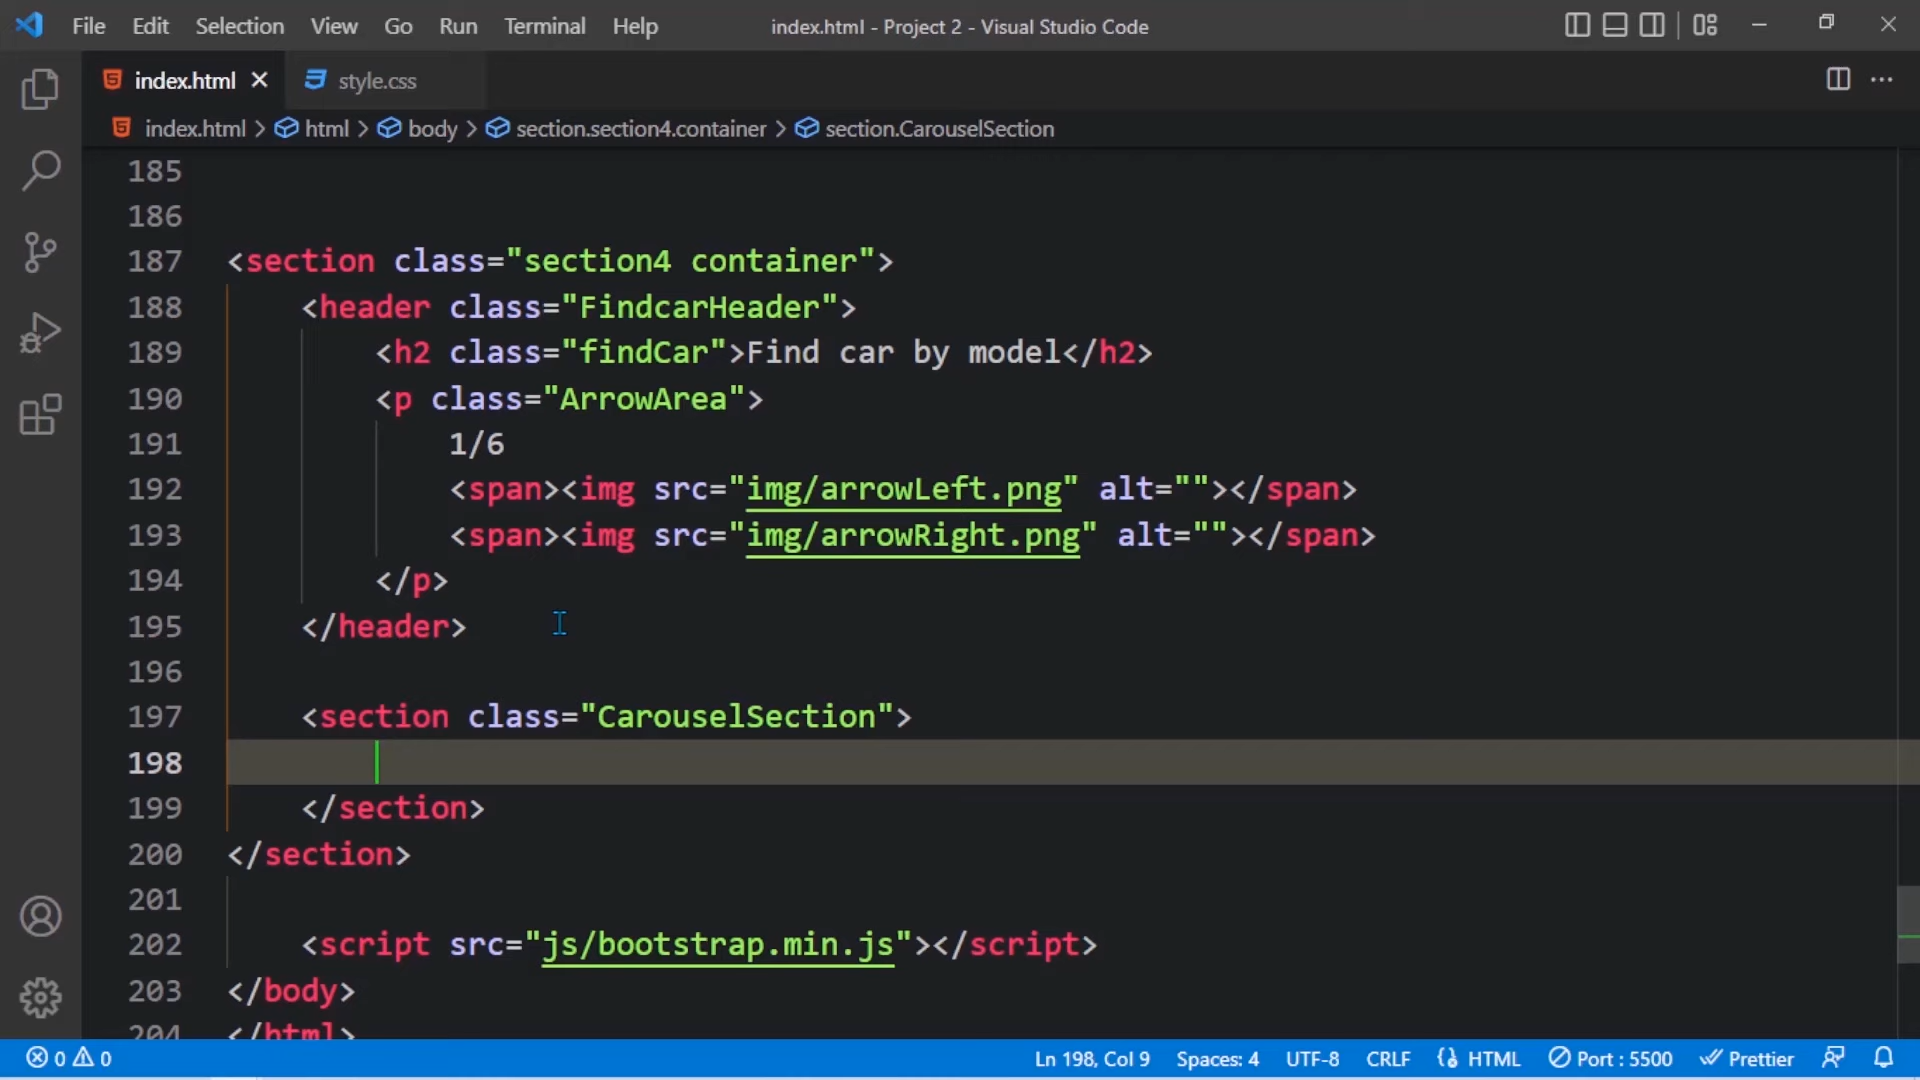 File Edit Selection View Go Run Terminal Help index.html - Project 2 - Visual Studio Code
index.html style.css
index.html > html > body > section.section4.container > section.CarouselSection
185
186
187 <section class="section4 container">
188 <header class="FindcarHeader">
189 <h2 class="findCar">Find car by model</h2>
190 <p class="ArrowArea">
191 1/6
192 <span><img src="img/arrowLeft.png" alt=""></span>
193 <span><img src="img/arrowRight.png" alt=""></span>
194 </p>
195 </header>
196
197 <section class="CarouselSection">
198
199 </section>
200 </section>
201
202 <script src="js/bootstrap.min.js"></script>
203 </body>
204 </html>
0 0 Ln 198, Col 9 Spaces: 4 UTF-8 CRLF HTML Port : 5500 Prettier